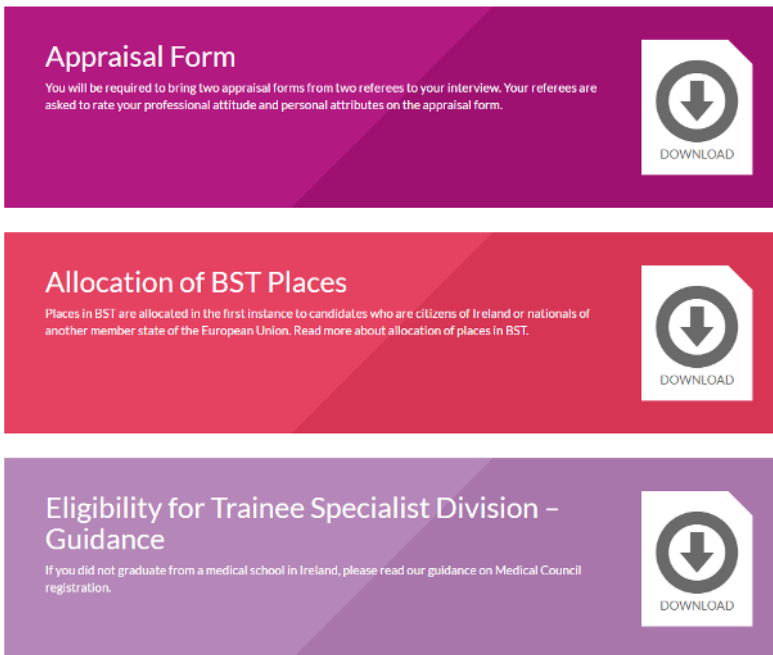 Appraisal Form
You will be required to bring two appraisal forms from two referees to your interview. Your referees are
asked to rate your professional attitude and personal attributes on the appraisal form.
DOWNLOAD
Allocation of BST Places
Places in BST are allocated in the first instance to candidates who are citizens of Ireland or nationals of
another member state of the European Union. Read more about allocation of places in BST.
DOWNLOAD
Eligibility for Trainee Specialist Division –
Guidance
If you did not graduate from a medical school in Ireland, please read our guidance on Medical Council
registration.
DOWNLOAD